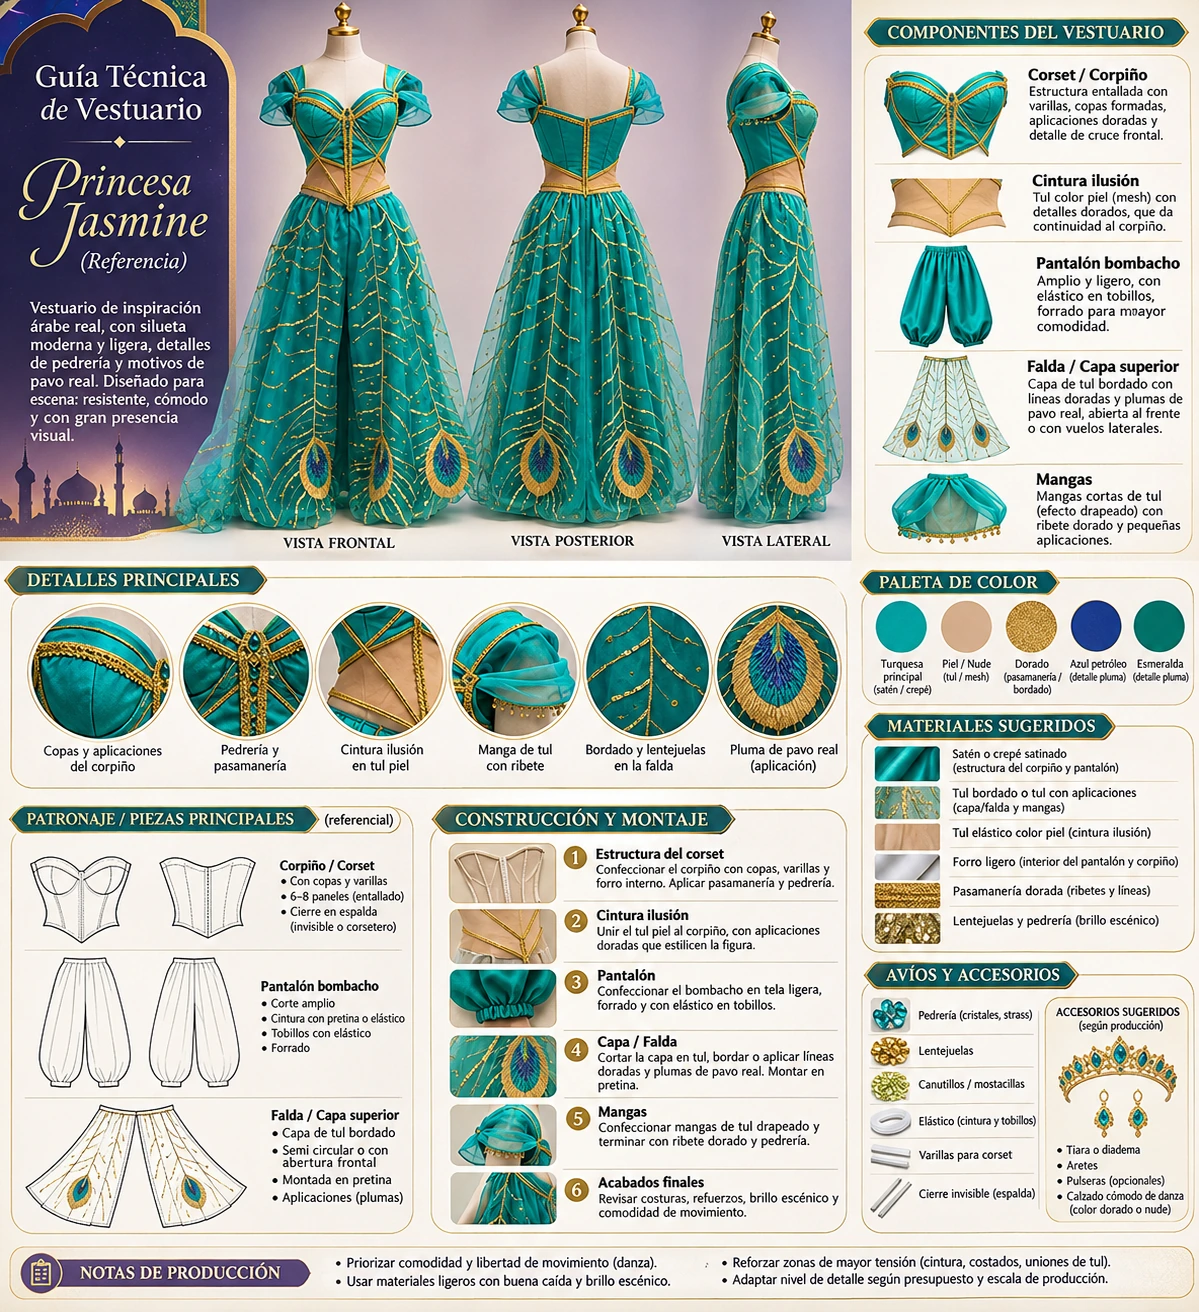 Guía Técnica
de Vestuario
Princesa
Jasmine
(Referencia)
Vestuario de inspiración
árabe real, con silueta
moderna y ligera, detalles
de pedrería y motivos de
pavo real. Diseñado para
escena: resistente, cómodo
y con gran presencia
visual.
VISTA FRONTAL
VISTA POSTERIOR
VISTA LATERAL
COMPONENTES DEL VESTUARIO
Corset / Corpiño
Estructura entallada con
varillas, copas formadas,
aplicaciones doradas y
detalle de cruce frontal.
Cintura ilusión
Tul color piel (mesh) con
detalles dorados, que da
continuidad al corpiño.
Pantalón bombacho
Amplio y ligero, con
elástico en tobillos,
forrado para mmayor
comodidad.
Falda / Capa superior
Capa de tul bordado con
líneas doradas y plumas de
pavo real, abierta al frente
o con vuelos laterales.
Mangas
Mangas cortas de tul
(efecto drapeado) con
ribete dorado y pequeñas
aplicaciones.
DETALLES PRINCIPALES
Copas y aplicaciones
del corpiño
Pedrería y
pasamanería
Cintura ilusión
en tul piel
Manga de tul
con ribete
Bordado y lentejuelas
en la falda
Pluma de pavo real
(aplicación)
PALETA DE COLOR
Turquesa
principal
(satén / crepé)
Piel / Nude
(tul / mesh)
Dorado
(pasamanería /
bordado)
Azul petróleo
(detalle pluma)
Esmeralda
(detalle pluma)
MATERIALES SUGERIDOS
Satén o crepé satinado
(estructura del corpiño y pantalón)
Tul bordado o tul con aplicaciones
(capa/falda y mangas)
Tul elástico color piel (cintura ilusión)
Forro ligero (interior del pantalón y corpiño)
Pasamanería dorada (ribetes y líneas)
Lentejuelas y pedrería (brillo escénico)
PATRONAJE / PIEZAS PRINCIPALES (referencial)
Corpiño / Corset
• Con copas y varillas
• 6–8 paneles (entallado)
• Cierre en espalda
(invisible o corsetero)
Pantalón bombacho
• Corte amplio
• Cintura con pretina o elástico
• Tobillos con elástico
• Forrado
Falda / Capa superior
• Capa de tul bordado
• Semi circular o con
abertura frontal
• Montada en pretina
• Aplicaciones (plumas)
CONSTRUCCIÓN Y MONTAJE
1 Estructura del corset
Confeccionar el corpiño con copas, varillas y
forro interno. Aplicar pasamanería y pedrería.
2 Cintura ilusión
Unir el tul piel al corpiño, con aplicaciones
doradas que estilicen la figura.
3 Pantalón
Confeccionar el bombacho en tela ligera,
forrado y con elástico en tobillos.
4 Capa / Falda
Cortar la capa en tul, bordar o aplicar líneas
doradas y plumas de pavo real. Montar en
pretina.
5 Mangas
Confeccionar mangas de tul drapeado y
terminar con ribete dorado y pedrería.
6 Acabados finales
Revisar costuras, refuerzos, brillo escénico y
comodidad de movimiento.
AVÍOS Y ACCESORIOS
Pedrería (cristales, strass)
Lentejuelas
Canutillos / mostacillas
Elástico (cintura y tobillos)
Varillas para corset
Cierre invisible (espalda)
ACCESORIOS SUGERIDOS
(según producción)
• Tiara o diadema
• Aretes
• Pulseras (opcionales)
• Calzado cómodo de danza
(color dorado o nude)
NOTAS DE PRODUCCIÓN
• Priorizar comodidad y libertad de movimiento (danza).
• Usar materiales ligeros con buena caída y brillo escénico.
• Reforzar zonas de mayor tensión (cintura, costados, uniones de tul).
• Adaptar nivel de detalle según presupuesto y escala de producción.